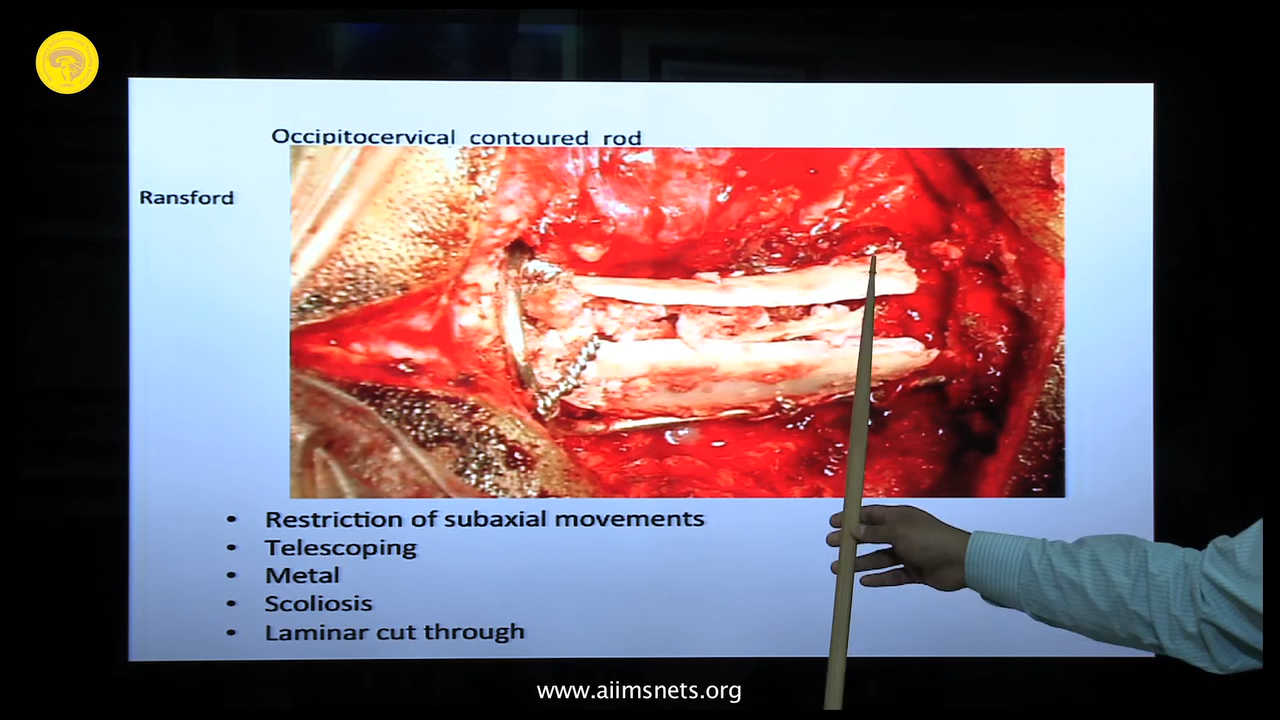 Occipitocervical contoured rod
Ransford
• Restriction of subaxial movements
• Telescoping
• Metal
• Scoliosis
• Laminar cut through
www.aiimsnets.org